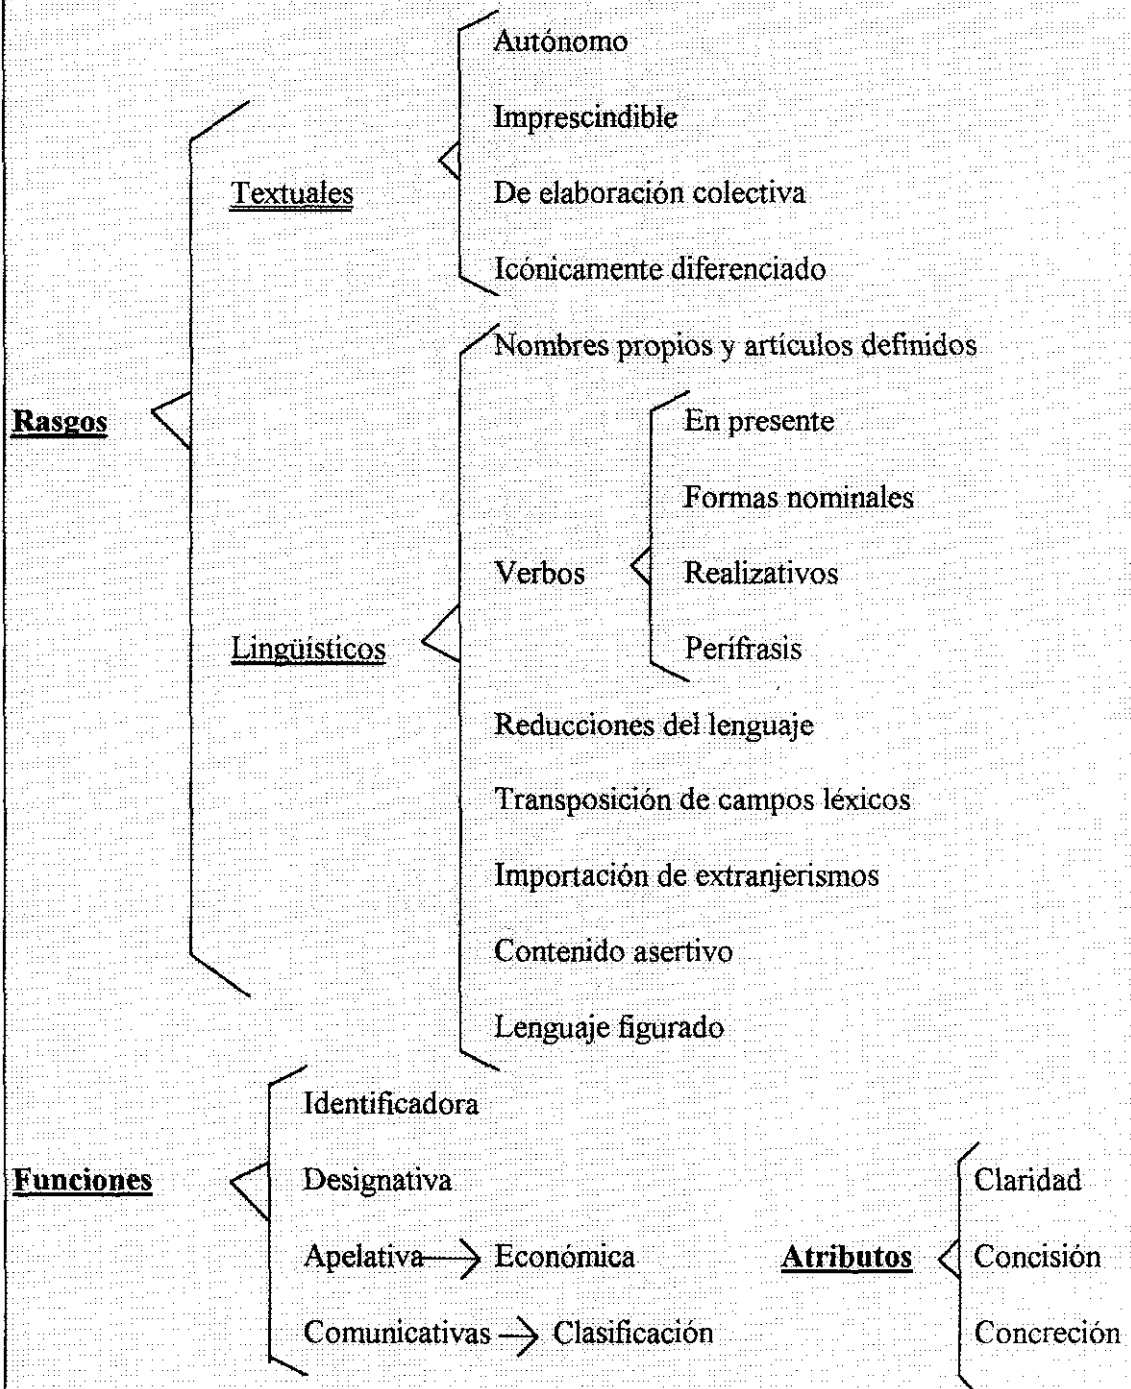 Autónomo
Imprescindible
Textuales
De elaboración colectiva
Icónicamente diferenciado
Nombres propios y artículos definidos
Rasgos
En presente
Formas nominales
Verbos
Realizativos
Lingüísticos
Perífrasis
Reducciones del lenguaje
Transposición de campos léxicos
Importación de extranjerismos
Contenido asertivo
Lenguaje figurado
Identificadora
Funciones
Designativa
Apelativa → Económica
Comunicativas → Clasificación
Claridad
Atributos
Concisión
Concreción